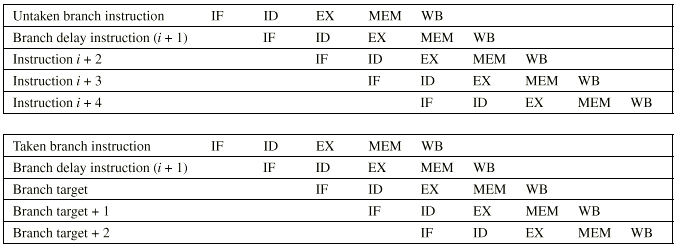 Untaken branch instruction IF ID EX MEM WB
Branch delay instruction (i + 1) IF ID EX MEM WB
Instruction i + 2 IF ID EX MEM WB
Instruction i + 3 IF ID EX MEM WB
Instruction i + 4 IF ID EX MEM WB
Taken branch instruction IF ID EX MEM WB
Branch delay instruction (i + 1) IF ID EX MEM WB
Branch target IF ID EX MEM WB
Branch target + 1 IF ID EX MEM WB
Branch target + 2 IF ID EX MEM WB